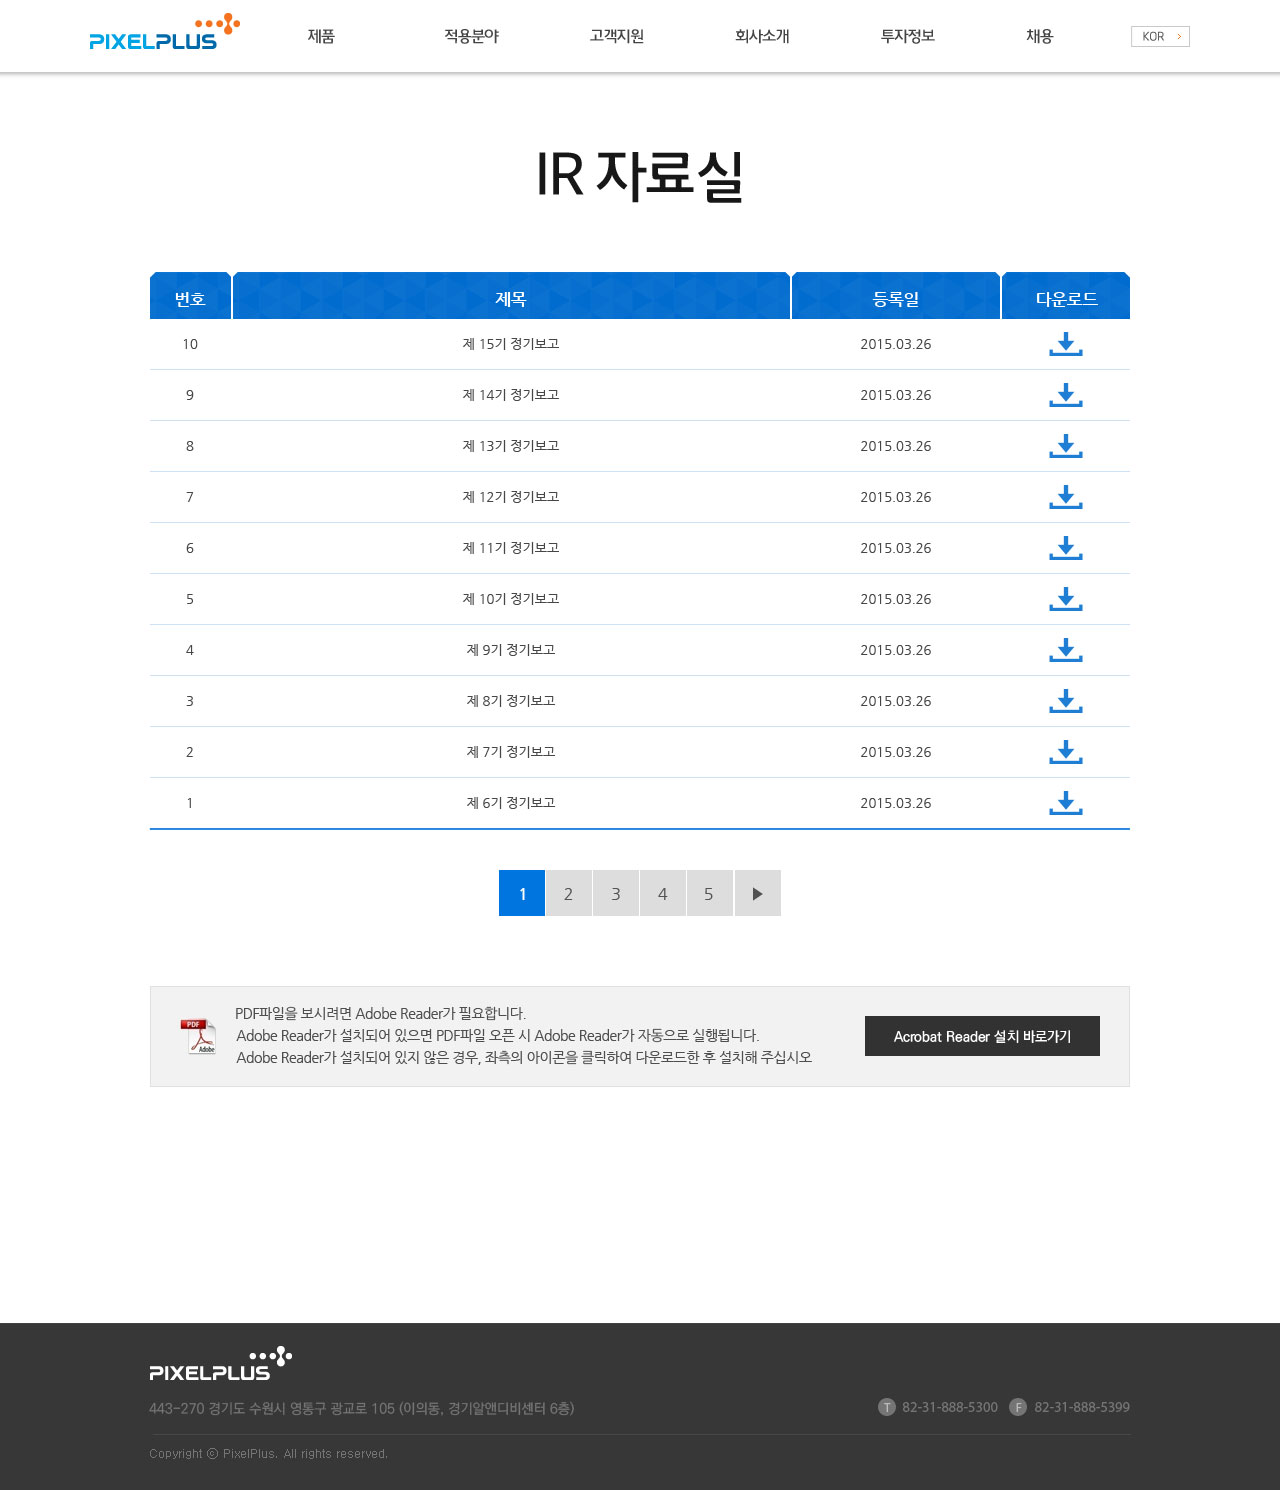 PIXELPLUS 제품 적용분야 고객지원 회사소개 투자정보 채용 KOR
IR 자료실
번호 제목 등록일 다운로드
10 제 15기 정기보고 2015.03.26
9 제 14기 정기보고 2015.03.26
8 제 13기 정기보고 2015.03.26
7 제 12기 정기보고 2015.03.26
6 제 11기 정기보고 2015.03.26
5 제 10기 정기보고 2015.03.26
4 제 9기 정기보고 2015.03.26
3 제 8기 정기보고 2015.03.26
2 제 7기 정기보고 2015.03.26
1 제 6기 정기보고 2015.03.26
1 2 3 4 5
PDF파일을 보시려면 Adobe Reader가 필요합니다.
Adobe Reader가 설치되어 있으면 PDF파일 오픈 시 Adobe Reader가 자동으로 실행됩니다.
Adobe Reader가 설치되어 있지 않은 경우, 좌측의 아이콘을 클릭하여 다운로드한 후 설치해 주십시오
PDF
Adobe
Acrobat Reader 설치 바로가기
PIXELPLUS
443-270 경기도 수원시 영통구 광교로 105 (이의동, 경기알앤디비센터 6층)
T 82-31-888-5300 F 82-31-888-5399
Copyright ⓒ PixelPlus. All rights reserved.